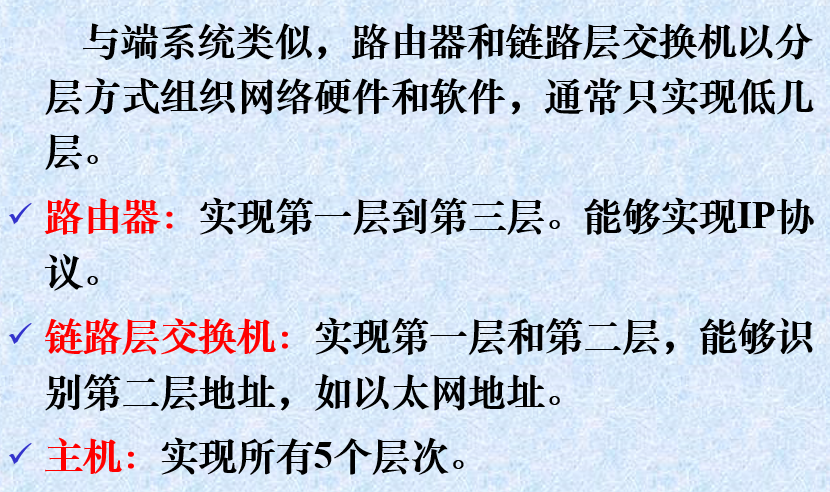 与端系统类似，路由器和链路层交换机以分
层方式组织网络硬件和软件，通常只实现低几
层。
✓ 路由器：实现第一层到第三层。能够实现IP协
议。
✓ 链路层交换机：实现第一层和第二层，能够识
别第二层地址，如以太网地址。
✓ 主机：实现所有5个层次。